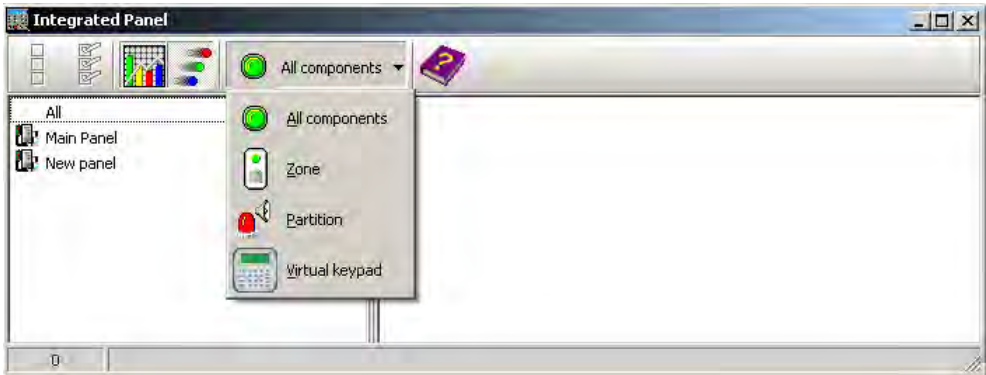 Integrated Panel
All components
All
Main Panel
New panel
All components
Zone
Partition
Virtual keypad
0